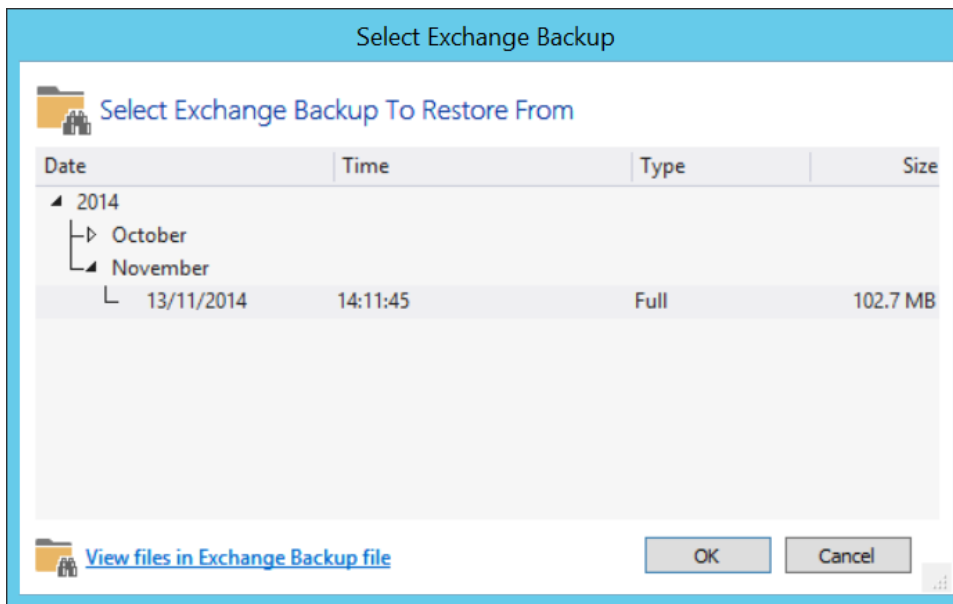 Select Exchange Backup
Select Exchange Backup To Restore From
Date Time Type Size
2014
October
November
13/11/2014 14:11:45 Full 102.7 MB
View files in Exchange Backup file OK Cancel